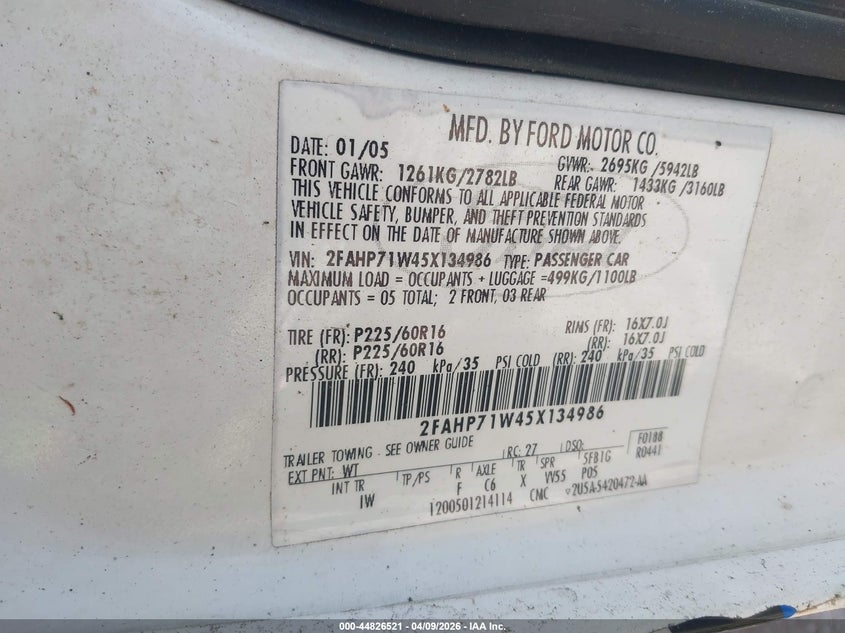 MFD. BY FORD MOTOR CO.
DATE: 01/05 GVWR: 2695KG /5942LB
FRONT GAWR: 1261KG/2782LB REAR GAWR: 1433KG /3160LB
THIS VEHICLE CONFORMS TO ALL APPLICABLE FEDERAL MOTOR
VEHICLE SAFETY, BUMPER, AND THEFT PREVENTION STANDARDS
IN EFFECT ON THE DATE OF MANUFACTURE SHOWN ABOVE.
VIN: 2FAHP71W45X134986 TYPE: PASSENGER CAR
MAXIMUM LOAD = OCCUPANTS + LUGGAGE =499KG/1100LB
OCCUPANTS = 05 TOTAL; 2 FRONT, 03 REAR
TIRE (FR): P225/60R16 RIMS (FR): 16X7.0J
(RR): P225/60R16 (RR): 16X7.0J
PRESSURE (FR): 240 kPa/35 PSI COLD (RR): 240 kPa/35 PSI COLD
2FAHP71W45X134986
TRAILER TOWING - SEE OWNER GUIDE RC: 27 DSO: F0188
EXT PNT: WT R0441
INT TR TP/PS R AXLE TR SPR 5FB1G
IW F C6 X VV55 P05
1200501214114 CMC 2U5A-5420472-AA
000-44826521 - 04/09/2026 - IAA Inc.